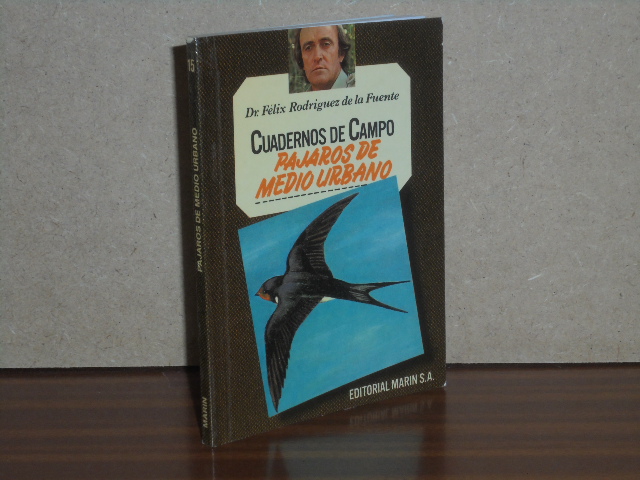 15
PAJAROS DE MEDIO URBANO
MARIN
Dr. Félix Rodríguez de la Fuente
CUADERNOS DE CAMPO
PAJAROS DE
MEDIO URBANO
EDITORIAL MARIN S.A.